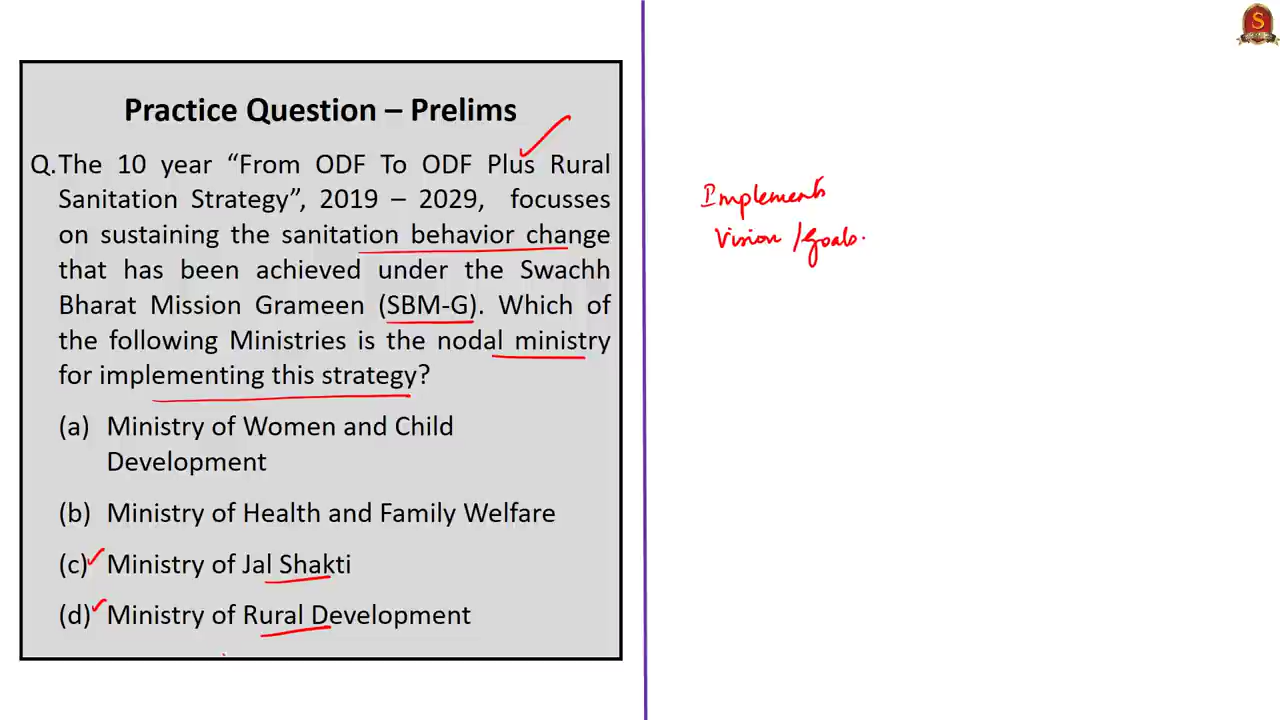 Practice Question – Prelims
Q. The 10 year “From ODF To ODF Plus Rural
Sanitation Strategy”, 2019 – 2029, focusses
on sustaining the sanitation behavior change
that has been achieved under the Swachh
Bharat Mission Grameen (SBM-G). Which of
the following Ministries is the nodal ministry
for implementing this strategy?
(a) Ministry of Women and Child
Development
(b) Ministry of Health and Family Welfare
(c) Ministry of Jal Shakti
(d) Ministry of Rural Development
Implements
Vision / Goals.
S